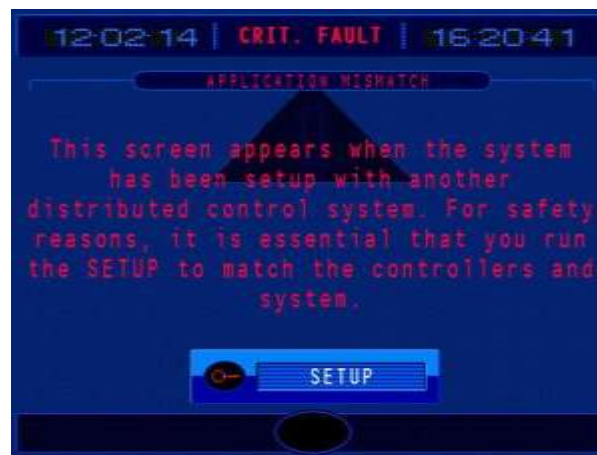 12-02-14 CRIT. FAULT 16:20:41
APPLICATION MISMATCH
This screen appears when the system
has been setup with another
distributed control system. For safety
reasons, it is essential that you run
the SETUP to match the controllers and
system.
SETUP